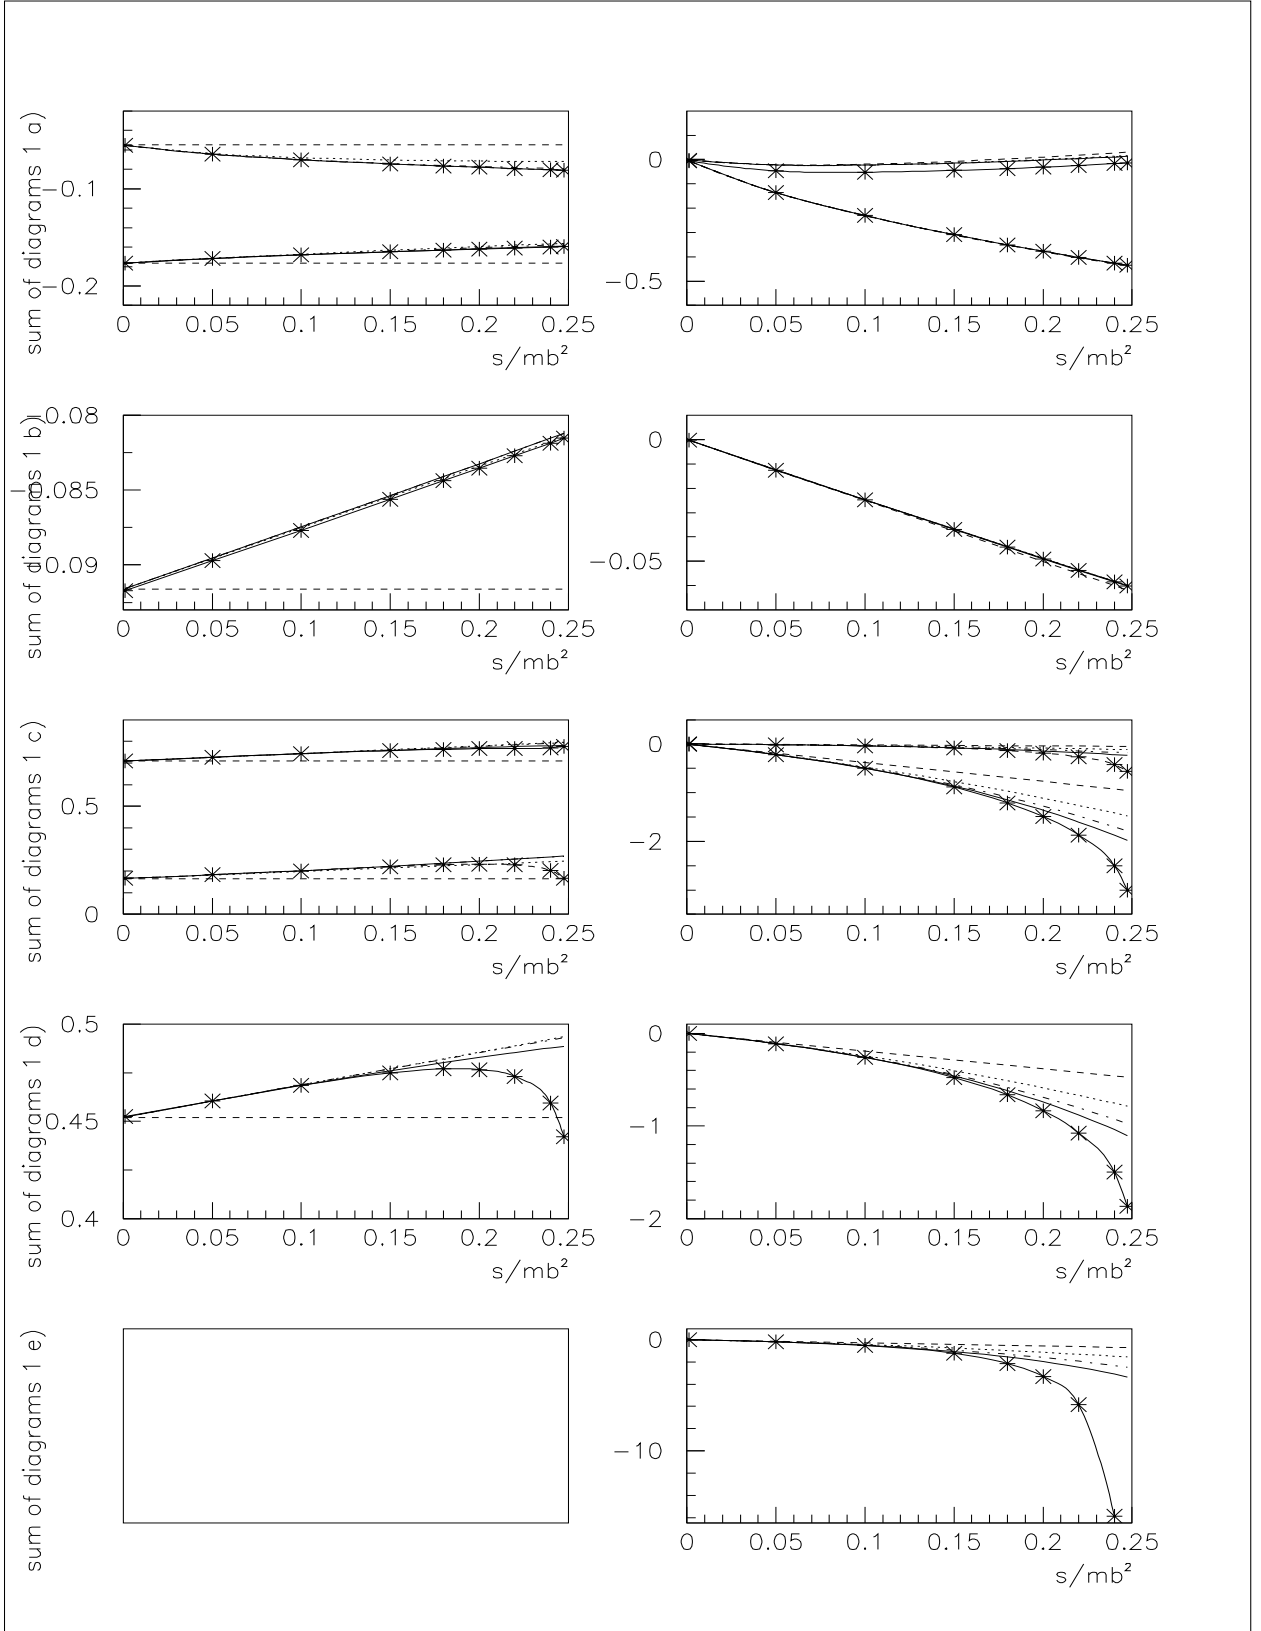 sum of diagrams 1 a)
−0.1
−0.2
0 0.05 0.1 0.15 0.2 0.25
s/mb²
0
−0.5
0 0.05 0.1 0.15 0.2 0.25
s/mb²
sum of diagrams 1 b)
−0.08
−0.085
−0.09
0 0.05 0.1 0.15 0.2 0.25
s/mb²
0
−0.05
0 0.05 0.1 0.15 0.2 0.25
s/mb²
sum of diagrams 1 c)
0.5
0
0 0.05 0.1 0.15 0.2 0.25
s/mb²
0
−2
0 0.05 0.1 0.15 0.2 0.25
s/mb²
sum of diagrams 1 d)
0.5
0.45
0.4
0 0.05 0.1 0.15 0.2 0.25
s/mb²
0
−1
−2
0 0.05 0.1 0.15 0.2 0.25
s/mb²
sum of diagrams 1 e)
0
−10
0 0.05 0.1 0.15 0.2 0.25
s/mb²